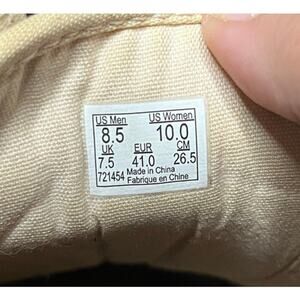 US Men US Women
8.5 10.0
UK EUR CM
7.5 41.0 26.5
721454 Made in China
Fabrique en Chine